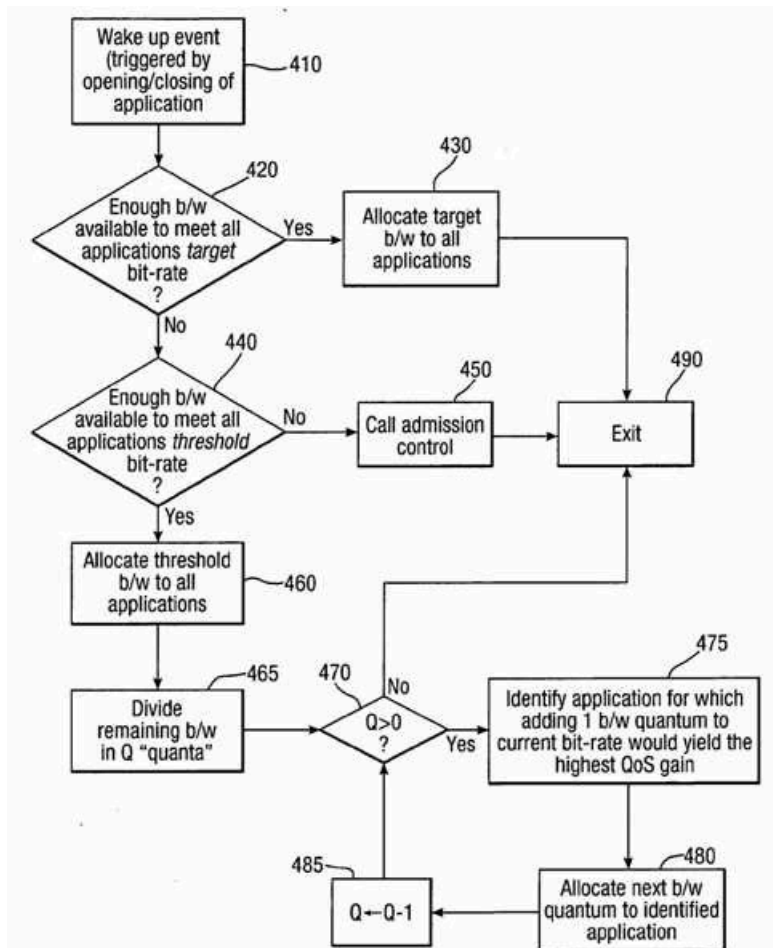 Wake up event
(triggered by
opening/closing of
application
410
420
Enough b/w
available to meet all
applications target
bit-rate
?
Yes
430
Allocate target
b/w to all
applications
No
440
Enough b/w
available to meet all
applications threshold
bit-rate
?
No
450
Call admission
control
490
Exit
Yes
Allocate threshold
b/w to all
applications
460
465
Divide
remaining b/w
in Q "quanta"
470
No
Q>0
?
Yes
475
Identify application for which
adding 1 b/w quantum to
current bit-rate would yield the
highest QoS gain
480
Allocate next b/w
quantum to identified
application
485
Q←Q-1